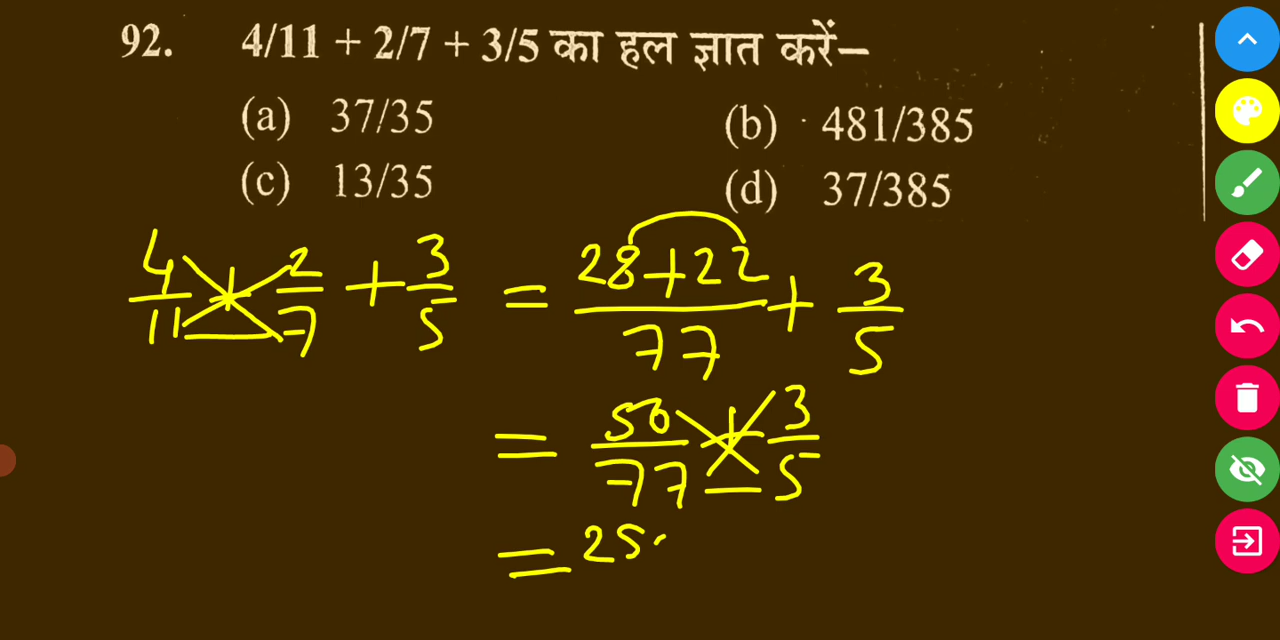 92. 4/11 + 2/7 + 3/5 का हल ज्ञात करें–
(a) 37/35 (b) 481/385
(c) 13/35 (d) 37/385
4/11 + 2/7 + 3/5 = 28+22/77 + 3/5
= 50/77 + 3/5
= 25